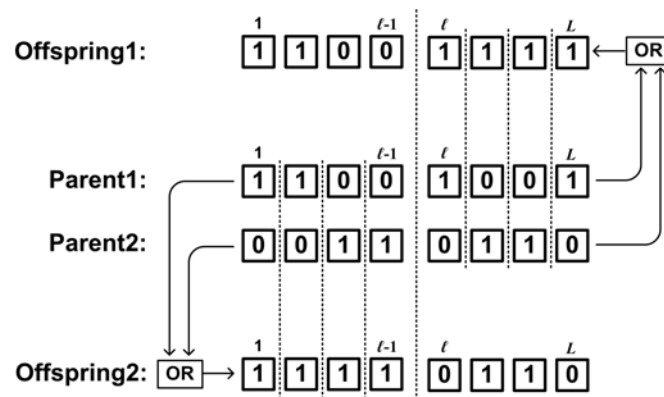 1 ℓ-1 ℓ L
Offspring1: 1 1 0 0 1 1 1 1 OR
1 ℓ-1 ℓ L
Parent1: 1 1 0 0 1 0 0 1
Parent2: 0 0 1 1 0 1 1 0
1 ℓ-1 ℓ L
Offspring2: OR 1 1 1 1 0 1 1 0